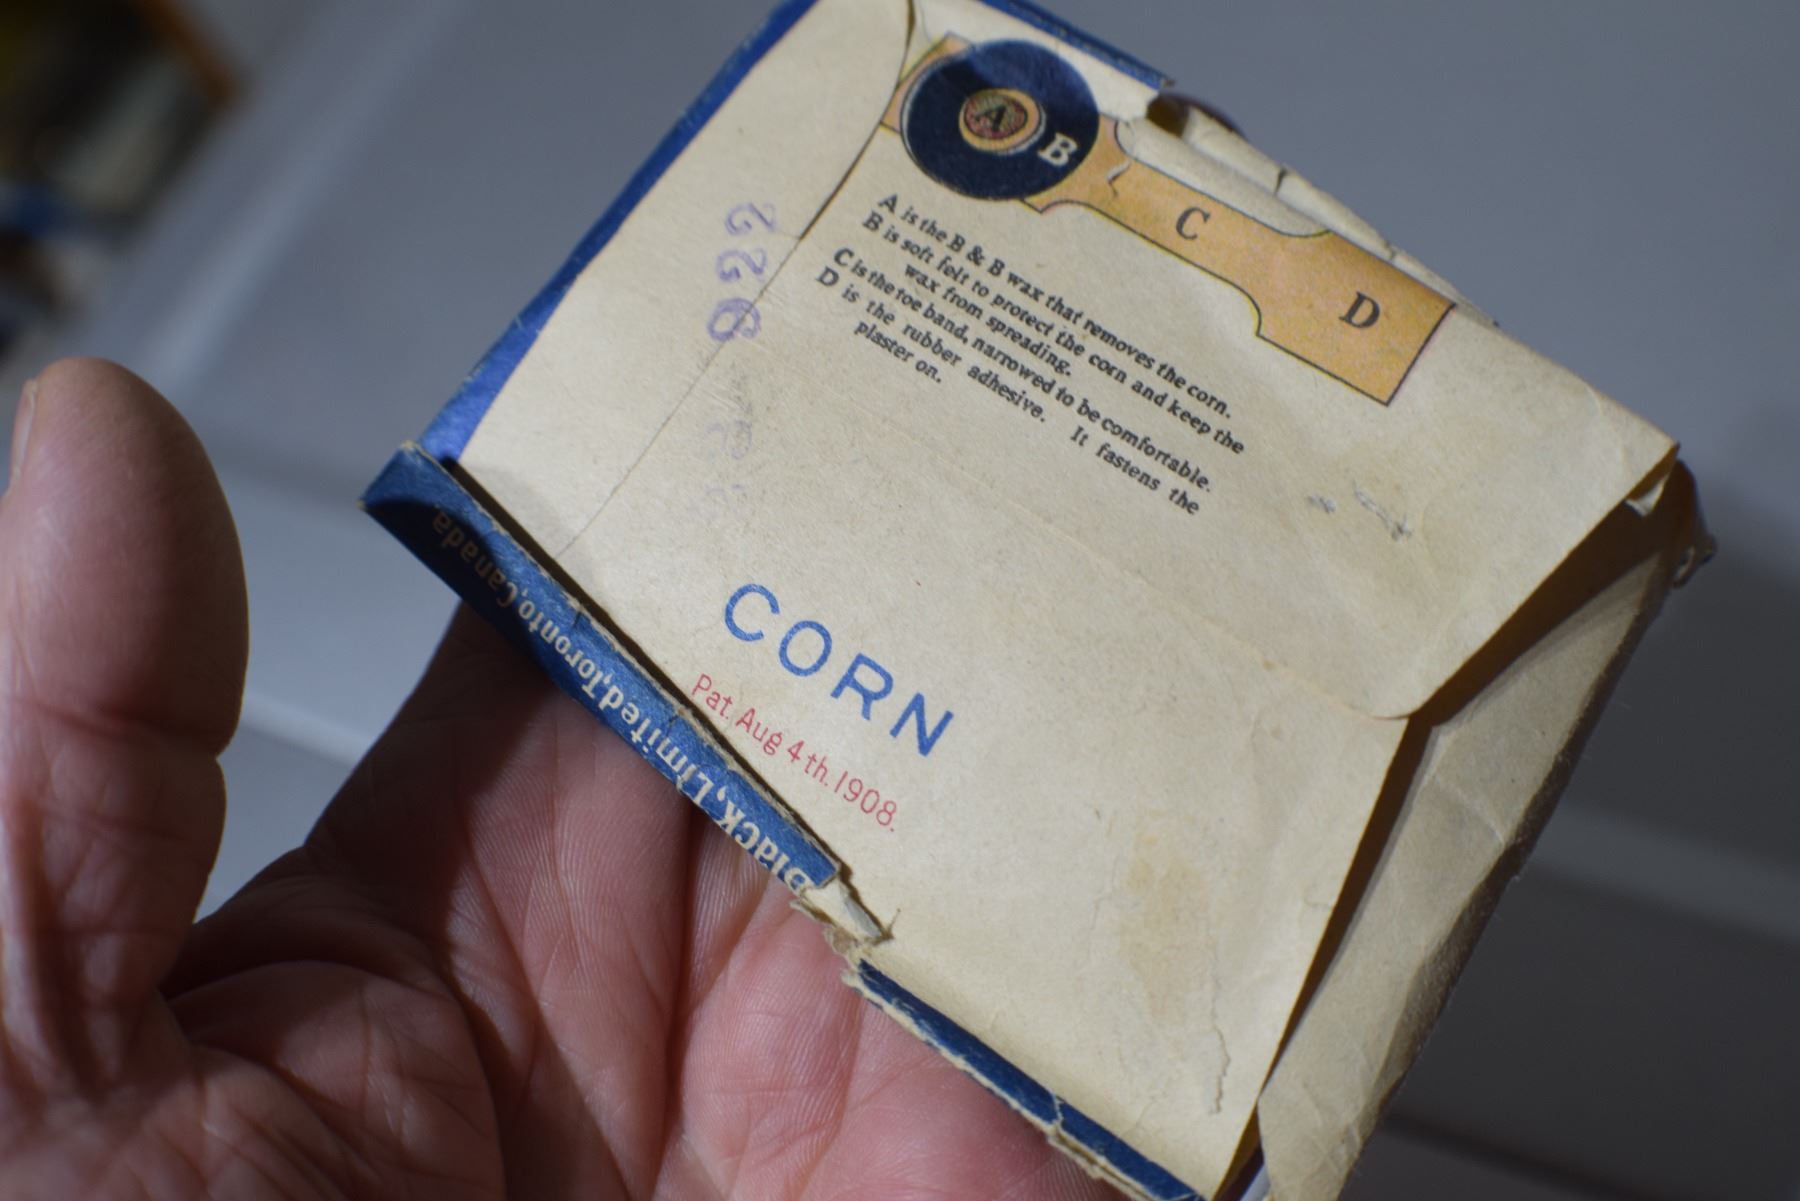 A
B
C
D
A is the B & B wax that removes the corn.
B is soft felt to protect the corn and keep the
wax from spreading.
C is the toe band, narrowed to be comfortable.
D is the rubber adhesive. It fastens the
plaster on.
822
CORN
Pat. Aug 4th. 1908.
Black, Limited, Toronto, Canada.